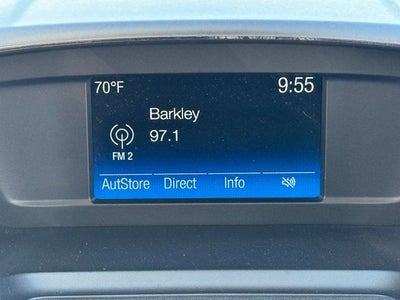 70°F 9:55
Barkley
97.1
FM 2
AutStore Direct Info